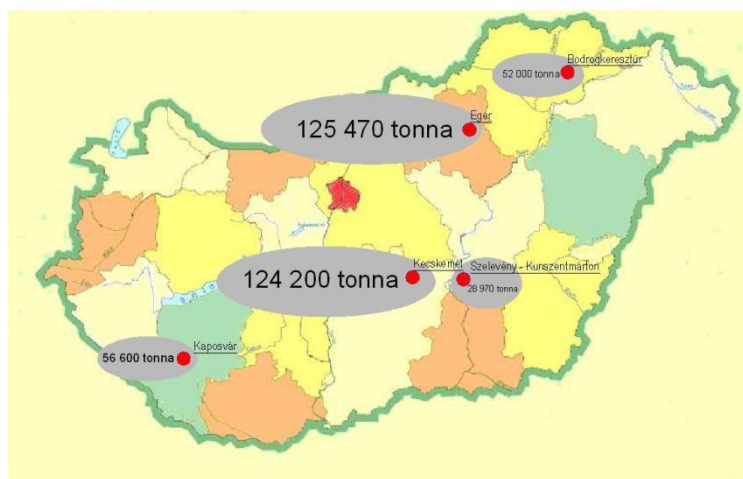 Bodrogkeresztúr
52 000 tonna
Eger
125 470 tonna
Kecskemét
Szelevény - Kunszentmárton
124 200 tonna
28 970 tonna
Kaposvár
56 600 tonna